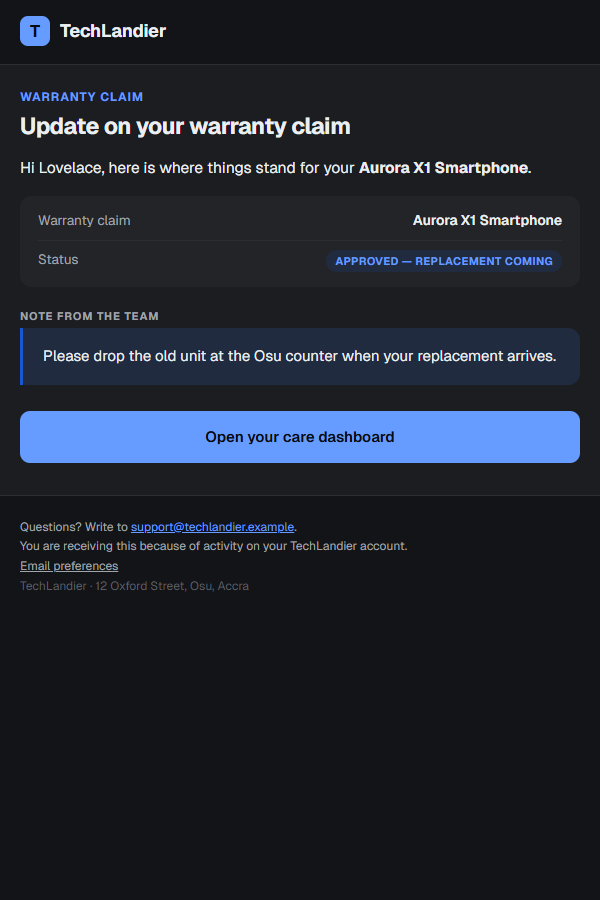 T TechLandier
WARRANTY CLAIM
Update on your warranty claim
Hi Lovelace, here is where things stand for your Aurora X1 Smartphone.
Warranty claim Aurora X1 Smartphone
Status APPROVED — REPLACEMENT COMING
NOTE FROM THE TEAM
Please drop the old unit at the Osu counter when your replacement arrives.
Open your care dashboard
Questions? Write to support@techlandier.example.
You are receiving this because of activity on your TechLandier account.
Email preferences
TechLandier · 12 Oxford Street, Osu, Accra